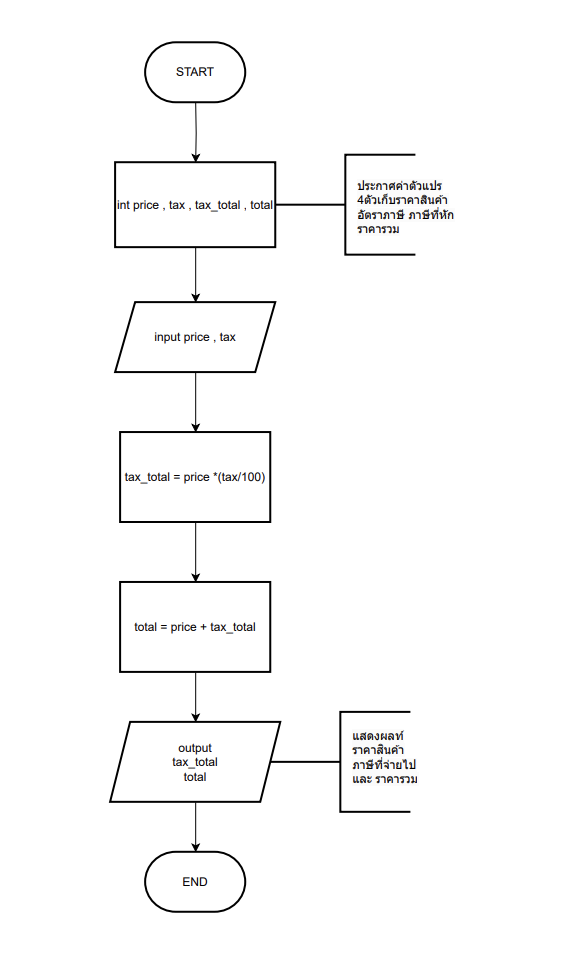 START
int price , tax , tax_total , total
ประกาศค่าตัวแปร
4ตัวเก็บราคาสินค้า
อัตราภาษี ภาษีที่หัก
ราคารวม
input price , tax
tax_total = price *(tax/100)
total = price + tax_total
output
tax_total
total
แสดงผลท์
ราคาสินค้า
ภาษีที่จ่ายไป
และ ราคารวม
END